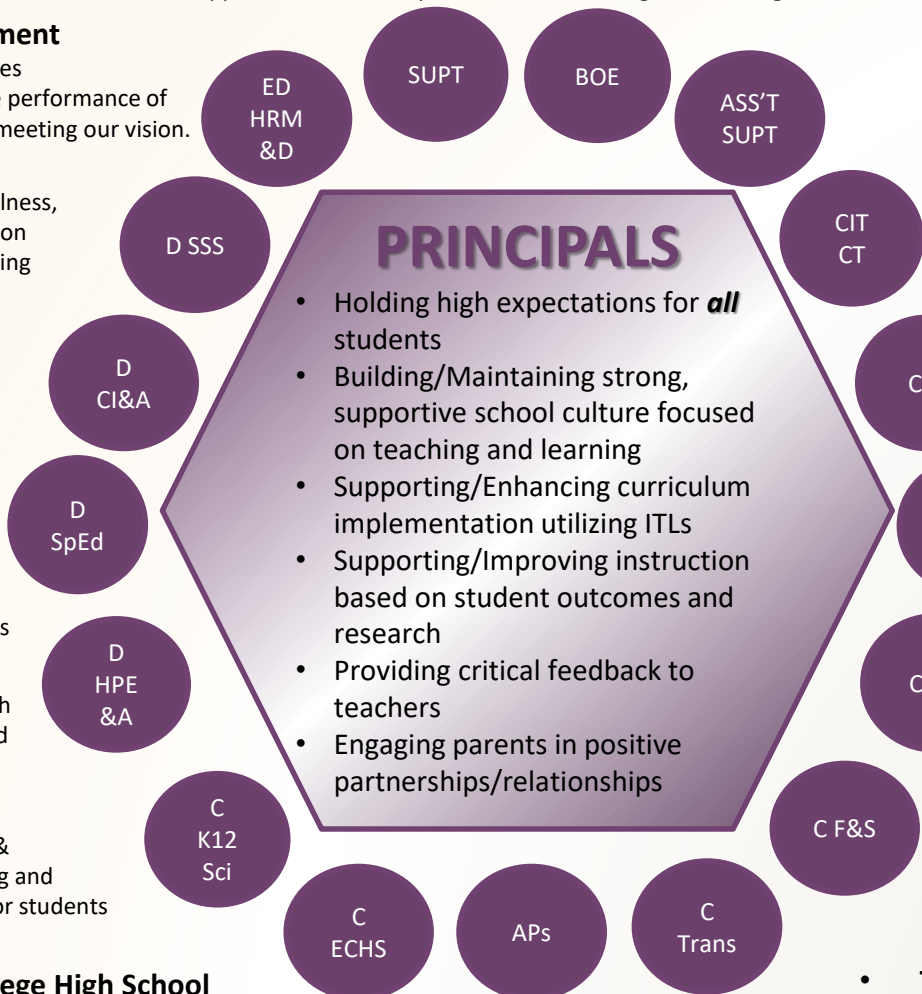 ment
es
performance of
meeting our vision.
lness,
on
ing
s
h
d
&
g and
or students
ege High School
ED
HRM
&D
SUPT
BOE
ASS'T
SUPT
CIT
CT
D SSS
D
CI&A
D
SpEd
D
HPE
&A
C
K12
Sci
C
ECHS
APs
C
Trans
C F&S
C
C
PRINCIPALS
• Holding high expectations for all
students
• Building/Maintaining strong,
supportive school culture focused
on teaching and learning
• Supporting/Enhancing curriculum
implementation utilizing ITLs
• Supporting/Improving instruction
based on student outcomes and
research
• Providing critical feedback to
teachers
• Engaging parents in positive
partnerships/relationships
•